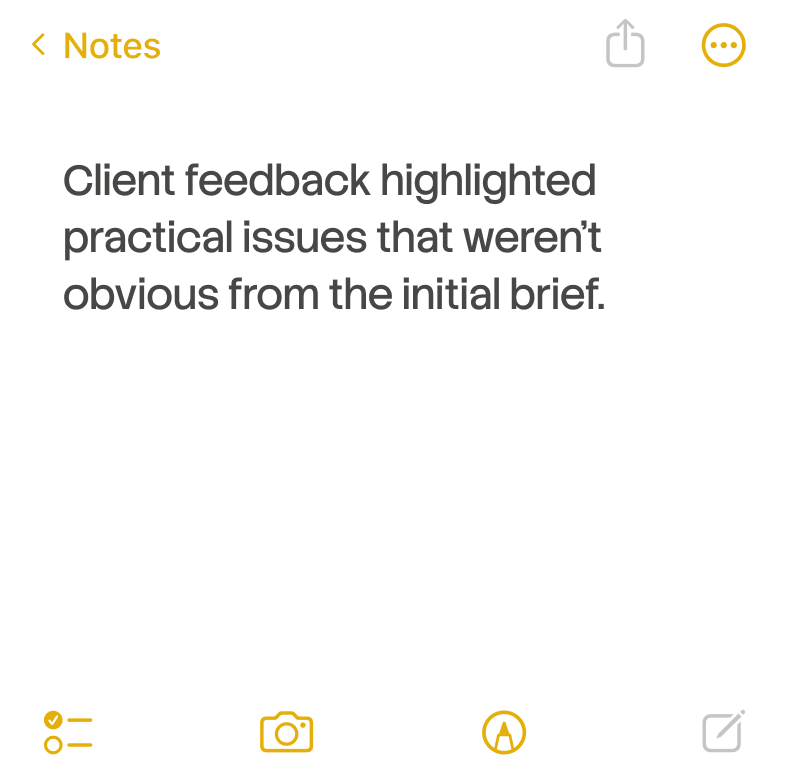 Notes
Client feedback highlighted
practical issues that weren’t
obvious from the initial brief.